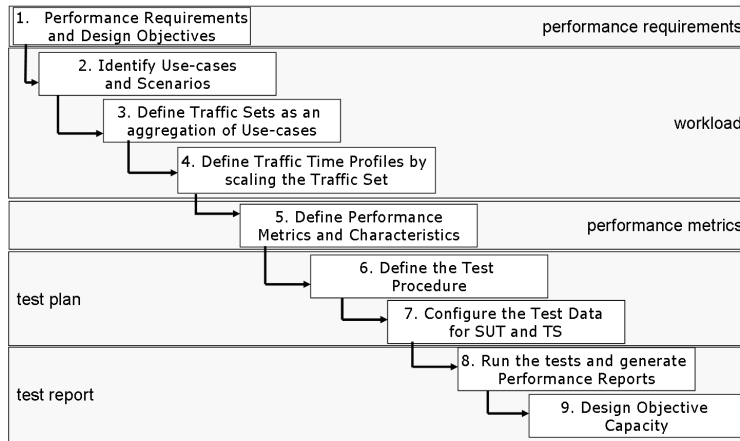 1. Performance Requirements
and Design Objectives
performance requirements
2. Identify Use-cases
and Scenarios
3. Define Traffic Sets as an
aggregation of Use-cases
workload
4. Define Traffic Time Profiles by
scaling the Traffic Set
5. Define Performance
Metrics and Characteristics
performance metrics
6. Define the Test
Procedure
test plan
7. Configure the Test Data
for SUT and TS
8. Run the tests and generate
Performance Reports
test report
9. Design Objective
Capacity